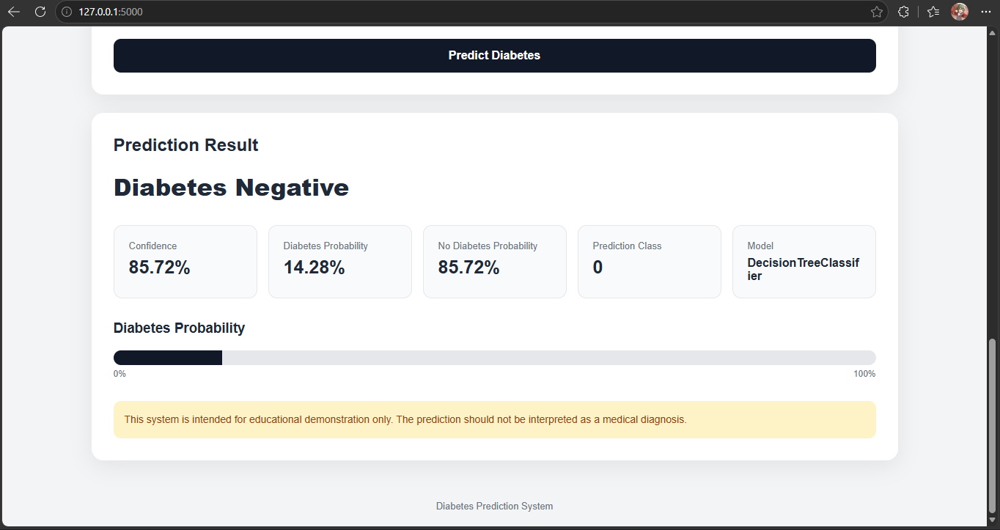 127.0.0.1:5000
Predict Diabetes
Prediction Result
Diabetes Negative
Confidence
85.72%
Diabetes Probability
14.28%
No Diabetes Probability
85.72%
Prediction Class
0
Model
DecisionTreeClassif
ier
Diabetes Probability
0%
100%
This system is intended for educational demonstration only. The prediction should not be interpreted as a medical diagnosis.
Diabetes Prediction System